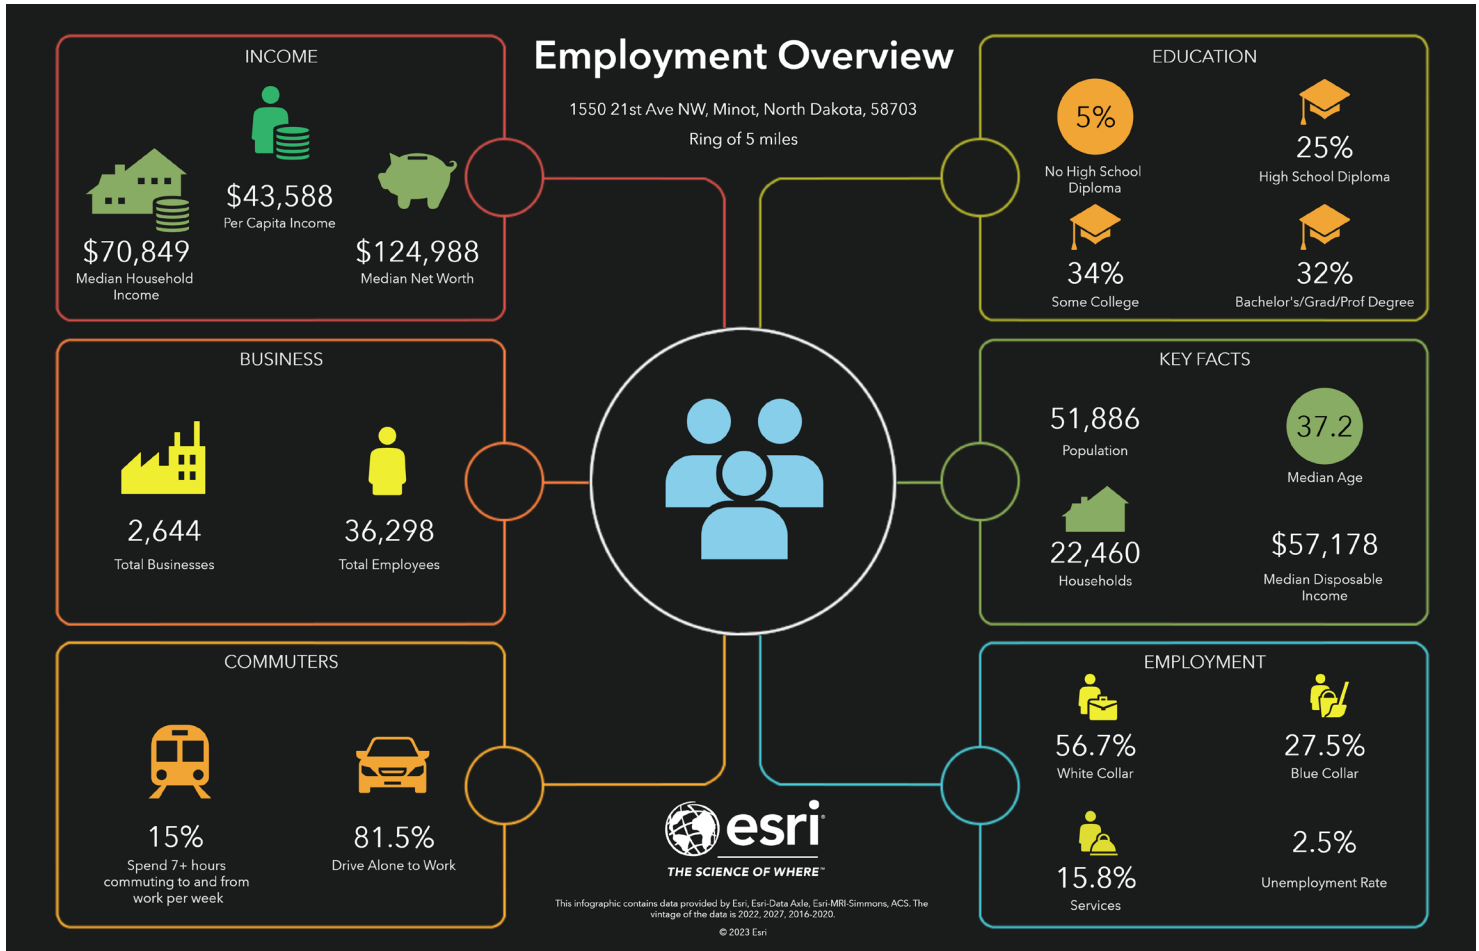 Employment Overview
1550 21st Ave NW, Minot, North Dakota, 58703
Ring of 5 miles
INCOME
$43,588
Per Capita Income
$70,849
Median Household
Income
$124,988
Median Net Worth
EDUCATION
5%
No High School
Diploma
25%
High School Diploma
34%
Some College
32%
Bachelor's/Grad/Prof Degree
BUSINESS
2,644
Total Businesses
36,298
Total Employees
KEY FACTS
51,886
Population
37.2
Median Age
22,460
Households
$57,178
Median Disposable
Income
COMMUTERS
15%
Spend 7+ hours
commuting to and from
work per week
81.5%
Drive Alone to Work
EMPLOYMENT
56.7%
White Collar
27.5%
Blue Collar
15.8%
Services
2.5%
Unemployment Rate
esri
THE SCIENCE OF WHERE™
This infographic contains data provided by Esri, Esri-Data Axle, Esri-MRI-Simmons, ACS. The
vintage of the data is 2022, 2027, 2016-2020.
© 2023 Esri